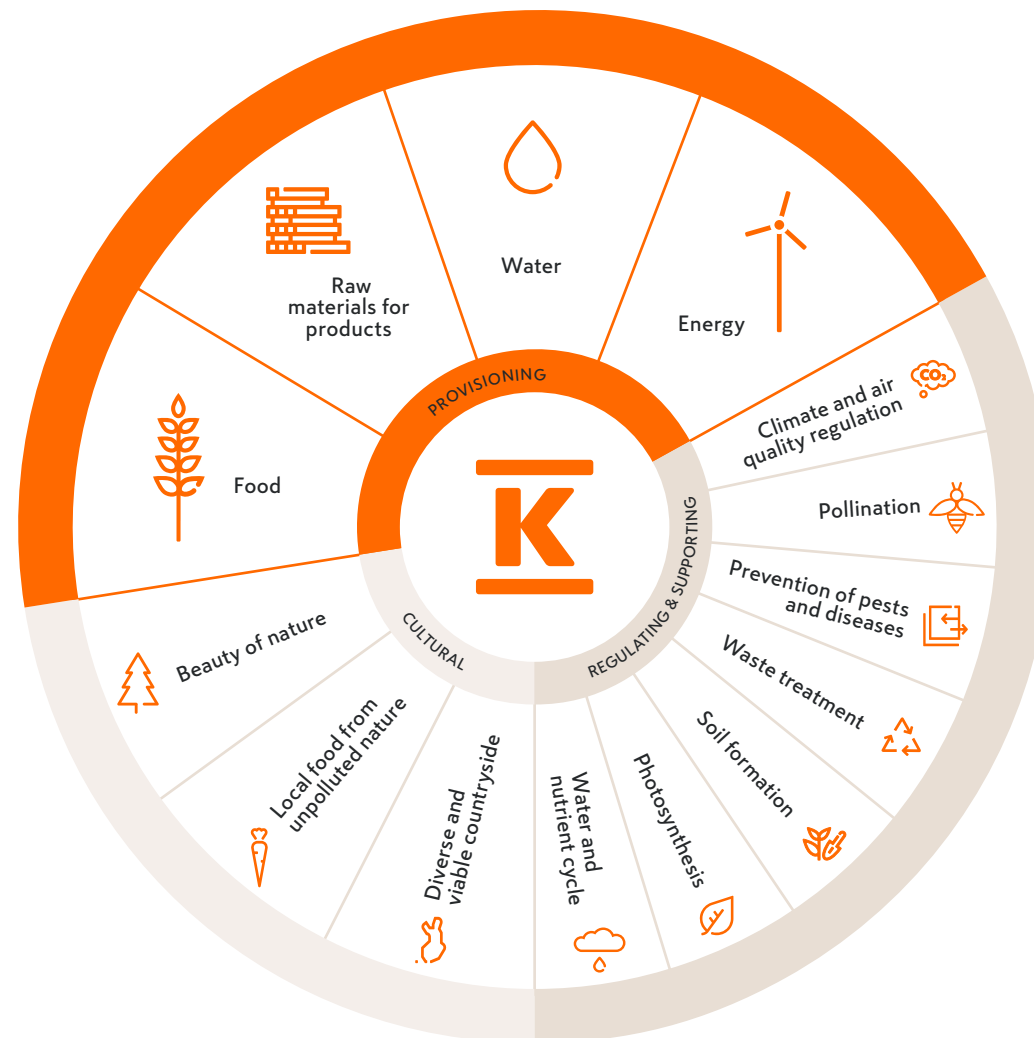 Water
Raw
materials for
products
Energy
Food
PROVISIONING
K
CO₂
Climate and air
quality regulation
Pollination
Prevention of pests
and diseases
Waste treatment
Soil formation
Photosynthesis
Water and
nutrient cycle
REGULATING & SUPPORTING
CULTURAL
Beauty of nature
Local food from
unpolluted nature
Diverse and
viable countryside